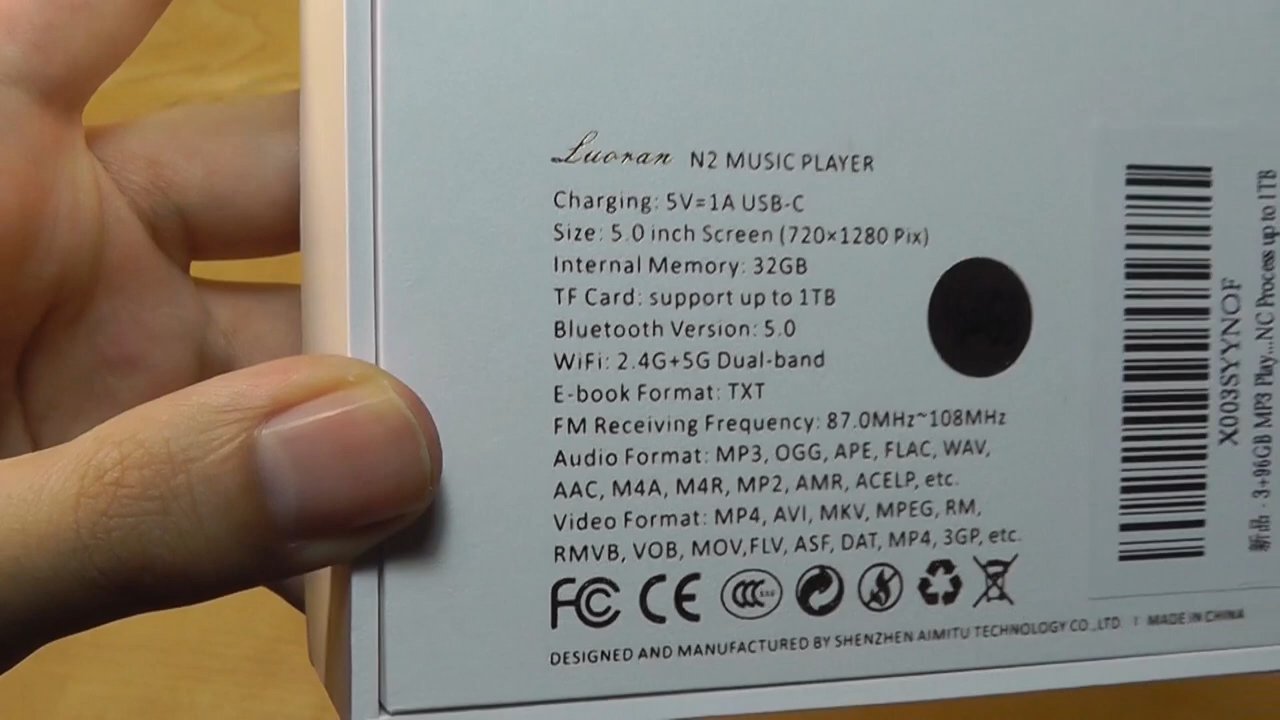 Luoran N2 MUSIC PLAYER
Charging: 5V=1A USB-C
Size: 5.0 inch Screen (720×1280 Pix)
Internal Memory: 32GB
TF Card: support up to 1TB
Bluetooth Version: 5.0
WiFi: 2.4G+5G Dual-band
E-book Format: TXT
FM Receiving Frequency: 87.0MHz~108MHz
Audio Format: MP3, OGG, APE, FLAC, WAV,
AAC, M4A, M4R, MP2, AMR, ACELP, etc.
Video Format: MP4, AVI, MKV, MPEG, RM,
RMVB, VOB, MOV,FLV, ASF, DAT, MP4, 3GP, etc.
FC CE CCC
DESIGNED AND MANUFACTURED BY SHENZHEN AIMITU TECHNOLOGY CO.,LTD. I MADE IN CHINA
X003SYYNOF
新品 - 3+96GB MP3 Play...NC Process up to 1TB